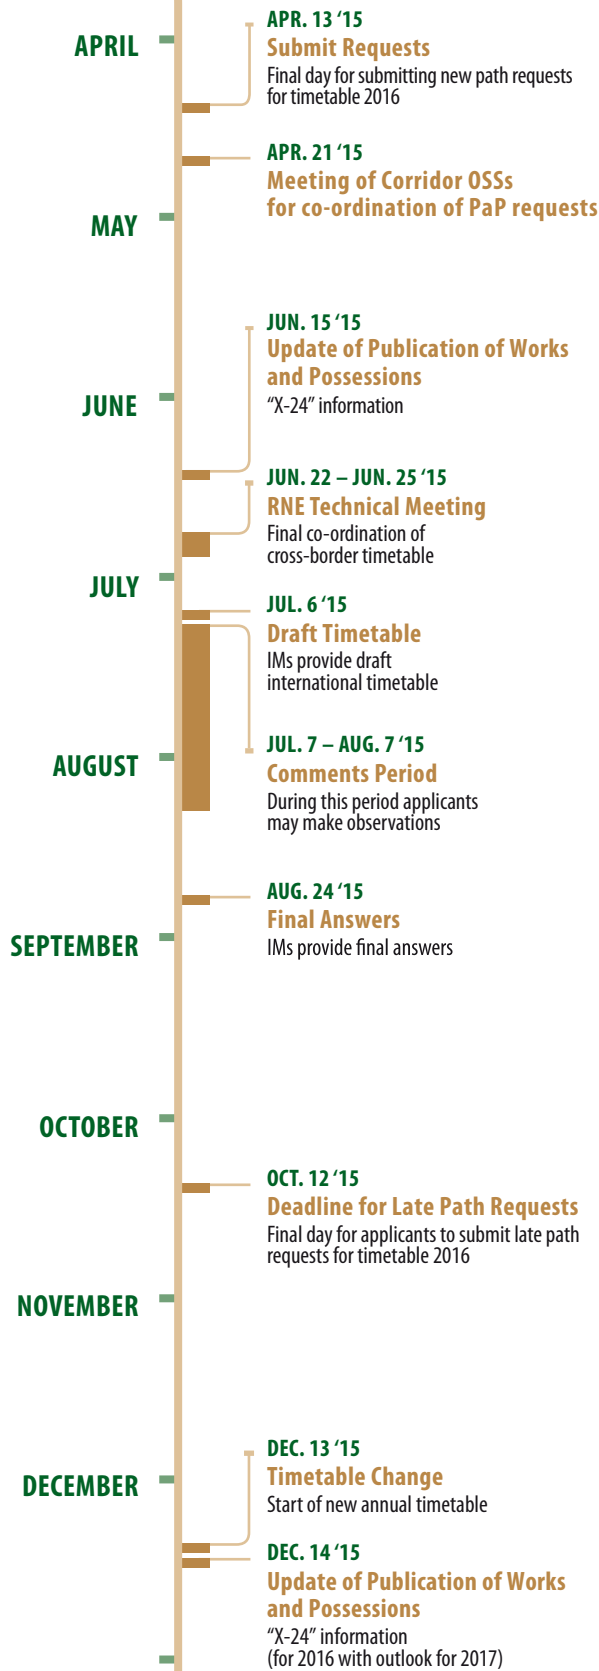 APRIL
APR. 13 ‘15
Submit Requests
Final day for submitting new path requests
for timetable 2016
APR. 21 ‘15
Meeting of Corridor OSSs
for co-ordination of PaP requests
MAY
JUN. 15 ‘15
Update of Publication of Works
and Possessions
“X-24” information
JUNE
JUN. 22 – JUN. 25 ‘15
RNE Technical Meeting
Final co-ordination of
cross-border timetable
JULY
JUL. 6 ‘15
Draft Timetable
IMs provide draft
international timetable
JUL. 7 – AUG. 7 ‘15
Comments Period
During this period applicants
may make observations
AUGUST
AUG. 24 ‘15
Final Answers
IMs provide final answers
SEPTEMBER
OCTOBER
OCT. 12 ‘15
Deadline for Late Path Requests
Final day for applicants to submit late path
requests for timetable 2016
NOVEMBER
DEC. 13 ‘15
Timetable Change
Start of new annual timetable
DECEMBER
DEC. 14 ‘15
Update of Publication of Works
and Possessions
“X-24” information
(for 2016 with outlook for 2017)